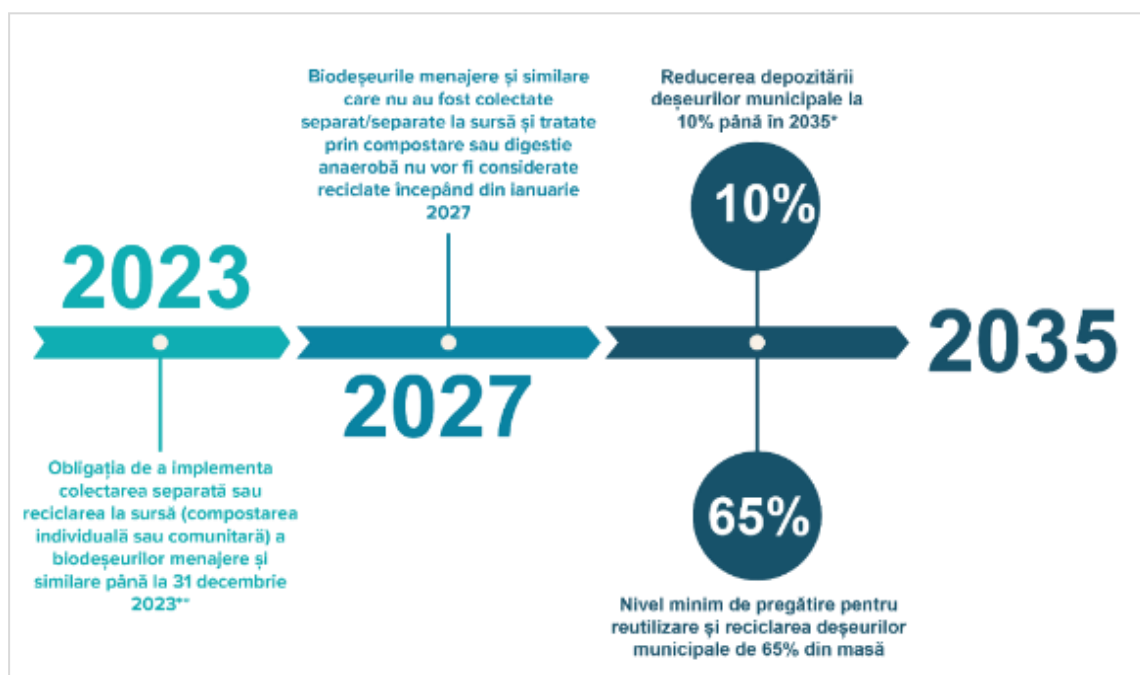 2023
Obligația de a implementa
colectarea separată sau
reciclarea la sursă (compostarea
individuală sau comunitară) a
biodeșeurilor menajere și
similare până la 31 decembrie
2023**
Biodeșeurile menajere și similare
care nu au fost colectate
separat/separate la sursă și tratate
prin compostare sau digestie
anaerobă nu vor fi considerate
reciclate începând din ianuarie
2027
2027
Reducerea depozitării
deșeurilor municipale la
10% până în 2035*
10%
65%
Nivel minim de pregătire pentru
reutilizare și reciclarea deșeurilor
municipale de 65% din masă
2035